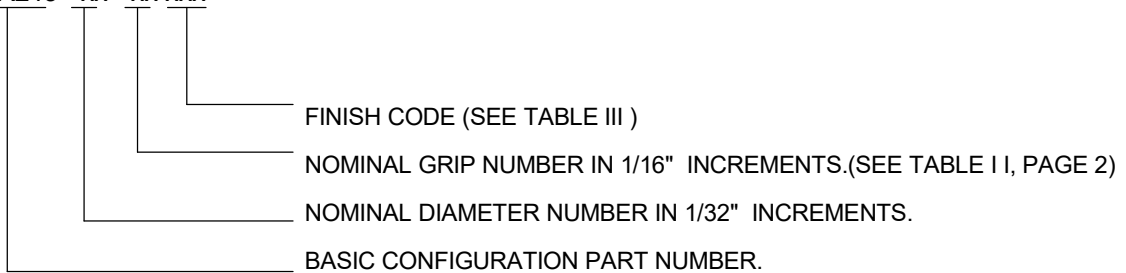 FINISH CODE (SEE TABLE III )
NOMINAL GRIP NUMBER IN 1/16" INCREMENTS.(SEE TABLE I I, PAGE 2)
NOMINAL DIAMETER NUMBER IN 1/32" INCREMENTS.
BASIC CONFIGURATION PART NUMBER.